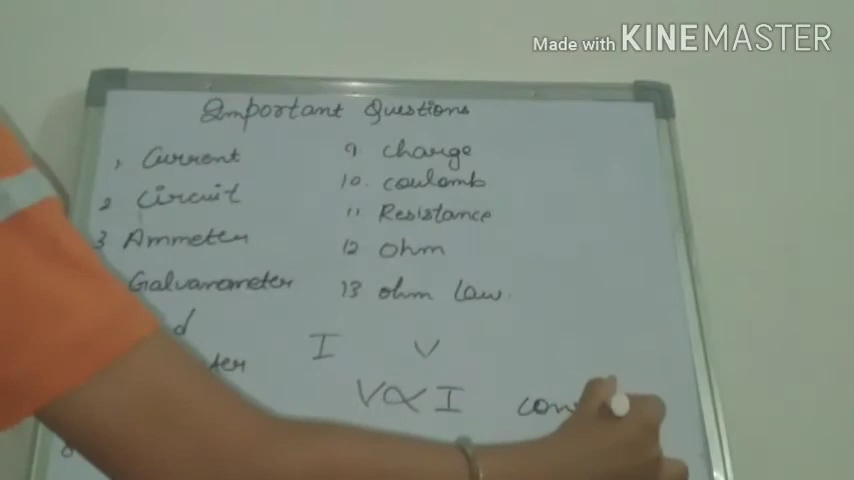 Made with KINEMASTER
Important Questions
1 Current
2 Circuit
3 Ammeter
Galvanometer
9 Charge
10. coulomb
11 Resistance
12 ohm
13 ohm law.
I V
V∝I